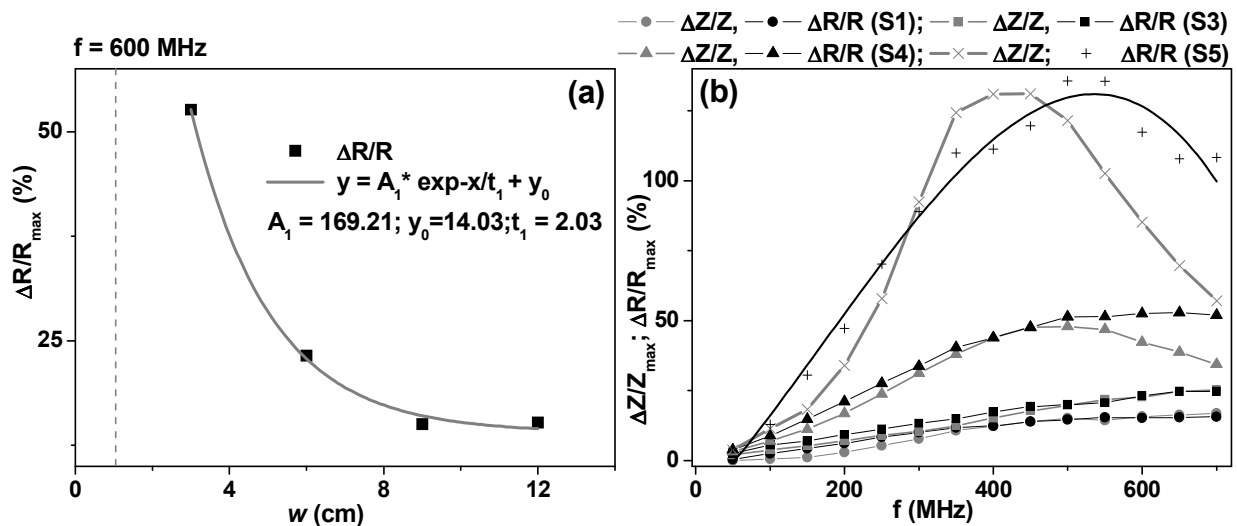 ΔZ/Z, ΔR/R (S1); ΔZ/Z, ΔR/R (S3)
ΔZ/Z, ΔR/R (S4); ΔZ/Z; ΔR/R (S5)
f = 600 MHz
(a)
ΔR/R
y = A₁* exp-x/t₁ + y₀
A₁ = 169.21; y₀=14.03;t₁ = 2.03
ΔR/Rₘₐₓ (%)
50
25
0 4 8 12
w (cm)
(b)
ΔZ/Zₘₐₓ; ΔR/Rₘₐₓ (%)
100
50
0
200 400 600
f (MHz)